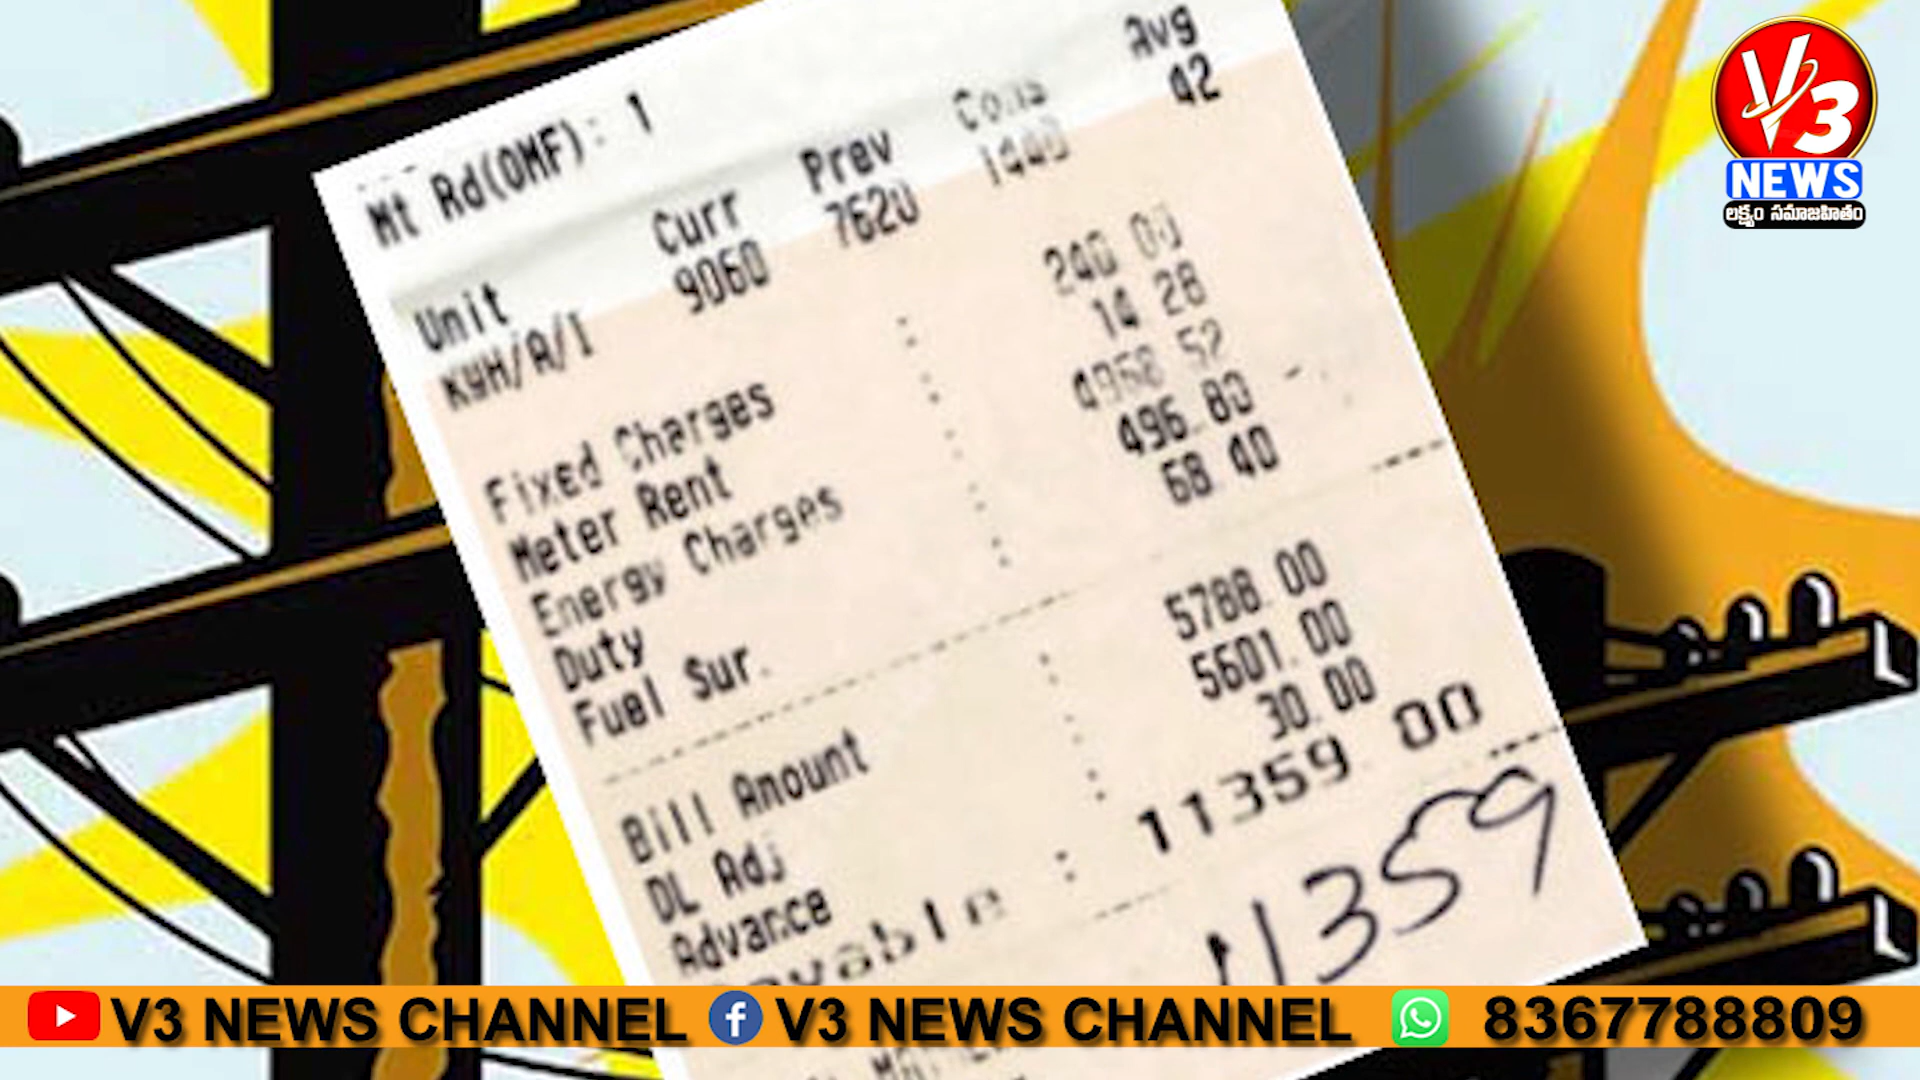 Mt Rd(OMF): 1
Unit Curr Prev Cons Avg
KWH/A/I 9060 7620 1440 42
Fixed Charges : 240.00
Meter Rent : 14.28
Energy Charges : 4968.52
Duty : 496.80
Fuel Sur. : 68.40
Bill Amount : 5788.00
DL Adj : 5601.00
Advance : 30.00
: 11359.00
11359
V3
NEWS
లక్ష్యం సమాజహితం
V3 NEWS CHANNEL V3 NEWS CHANNEL 8367788809